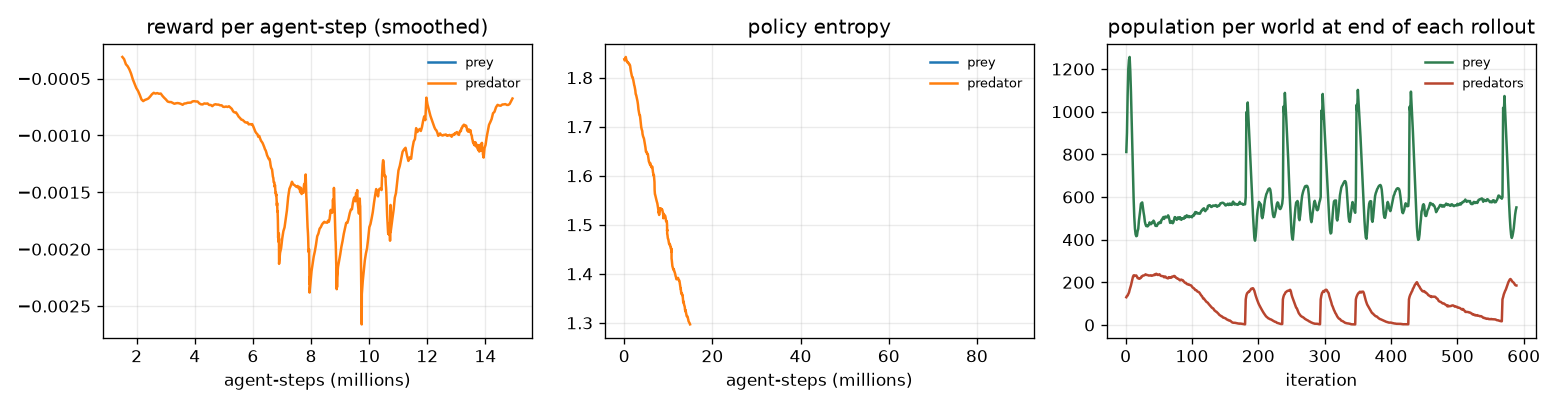 reward per agent-step (smoothed)
prey
predator
−0.0005
−0.0010
−0.0015
−0.0020
−0.0025
2 4 6 8 10 12 14
agent-steps (millions)
policy entropy
prey
predator
1.8
1.7
1.6
1.5
1.4
1.3
0 20 40 60 80
agent-steps (millions)
population per world at end of each rollout
prey
predators
1200
1000
800
600
400
200
0
0 100 200 300 400 500 600
iteration